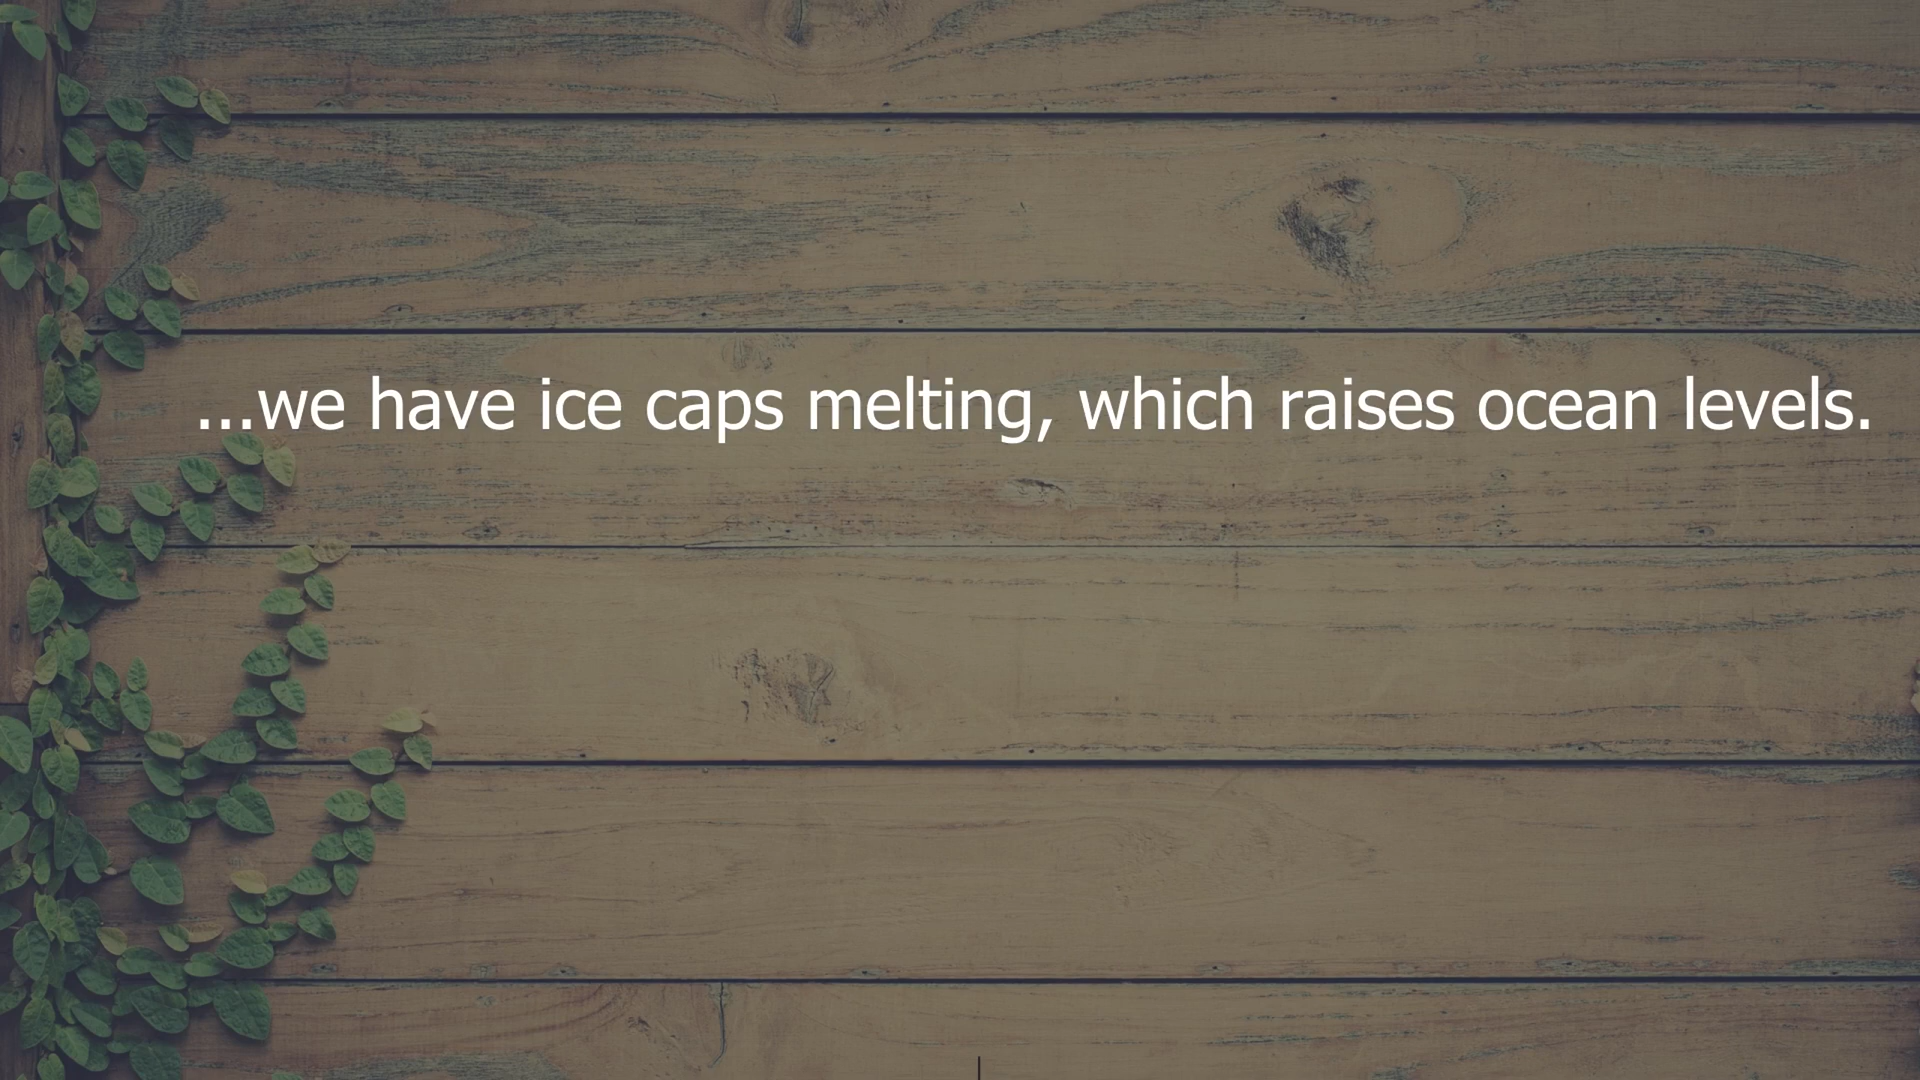 ...we have ice caps melting, which raises ocean levels.